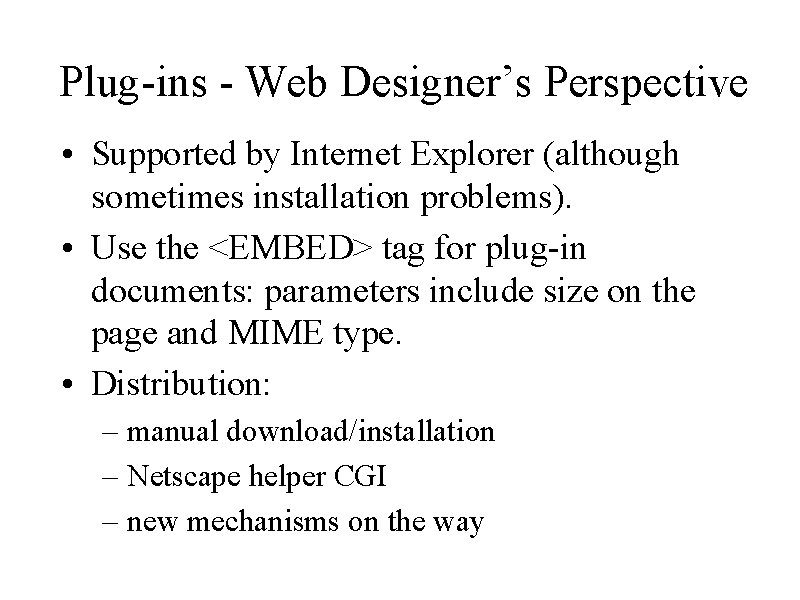 Plug-ins - Web Designer’s Perspective
• Supported by Internet Explorer (although
sometimes installation problems).
• Use the <EMBED> tag for plug-in
documents: parameters include size on the
page and MIME type.
• Distribution:
– manual download/installation
– Netscape helper CGI
– new mechanisms on the way